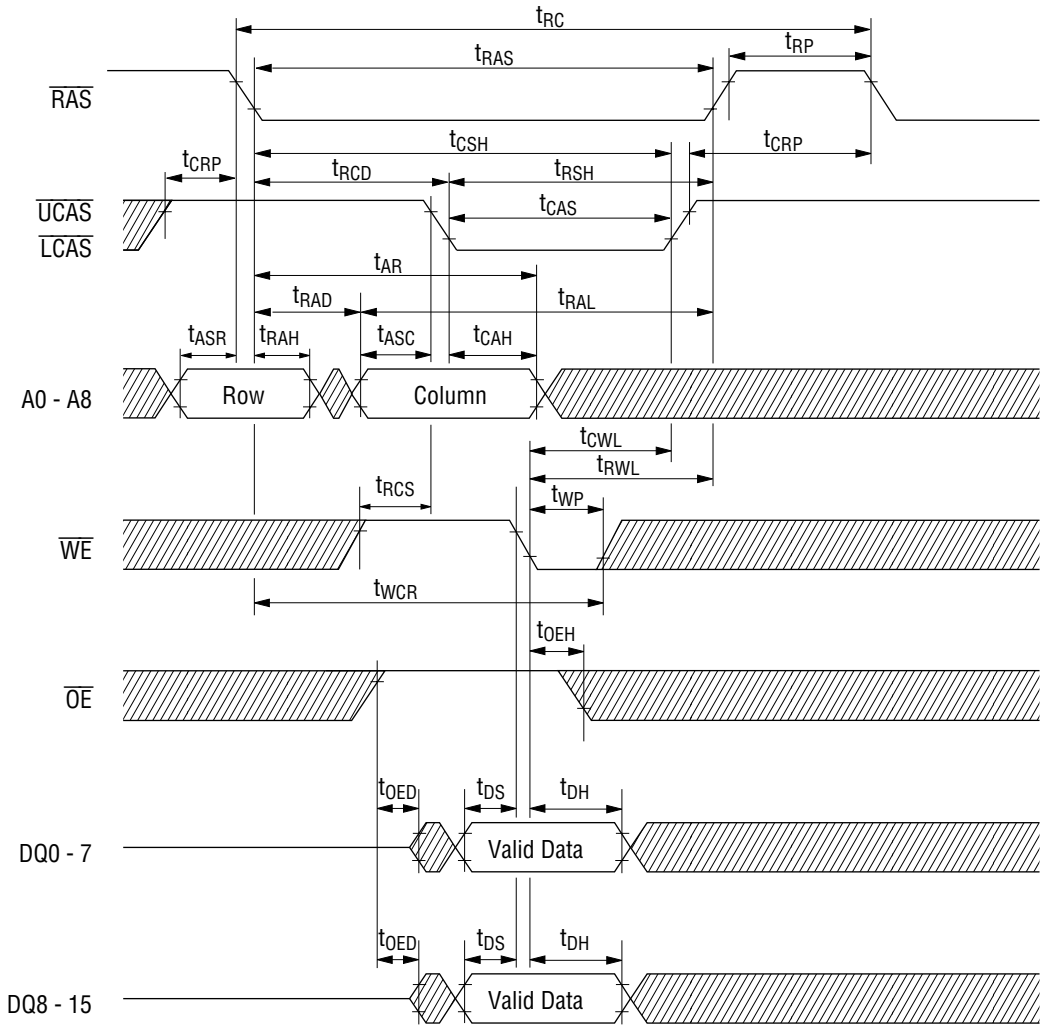 tRC
tRP
tRAS
RAS
tCSH
tCRP
tCRP
tRCD
tRSH
UCAS
tCAS
LCAS
tAR
tRAD
tRAL
tASR
tRAH
tASC
tCAH
A0 - A8
Row
Column
tCWL
tRWL
tRCS
tWP
WE
tWCR
tOEH
OE
tOED
tDS
tDH
DQ0 - 7
Valid Data
tOED
tDS
tDH
DQ8 - 15
Valid Data